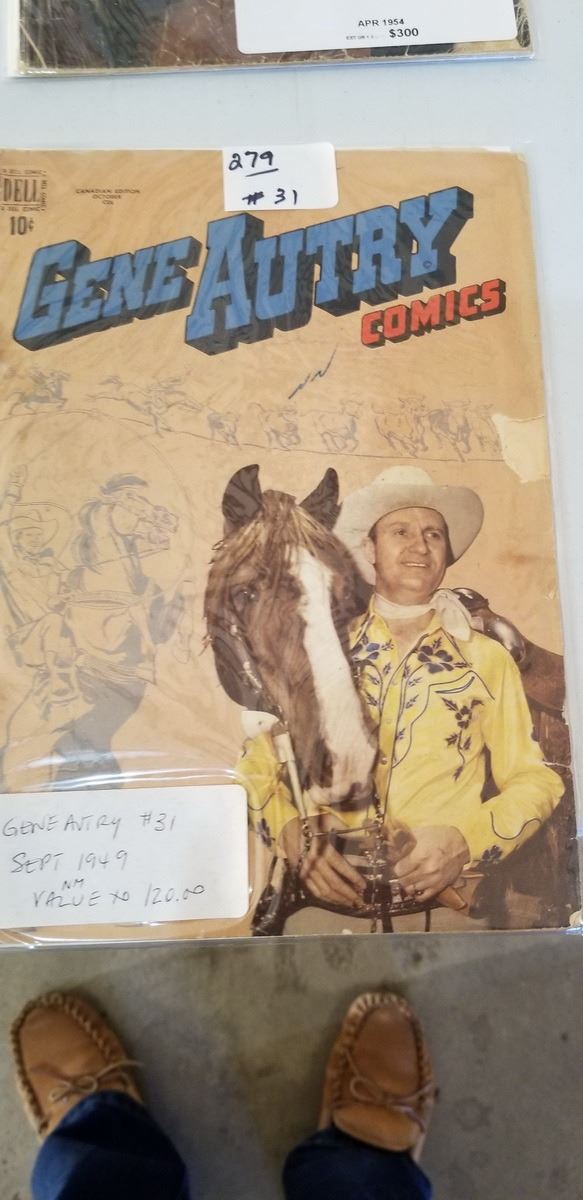 APR 1954
$300
279
# 31
DELL
CANADIAN EDITION
OCTOBER
10¢
GENE AUTRY
COMICS
GENE AUTRY #31
SEPT 1949
NM
VALUE TO 120.00